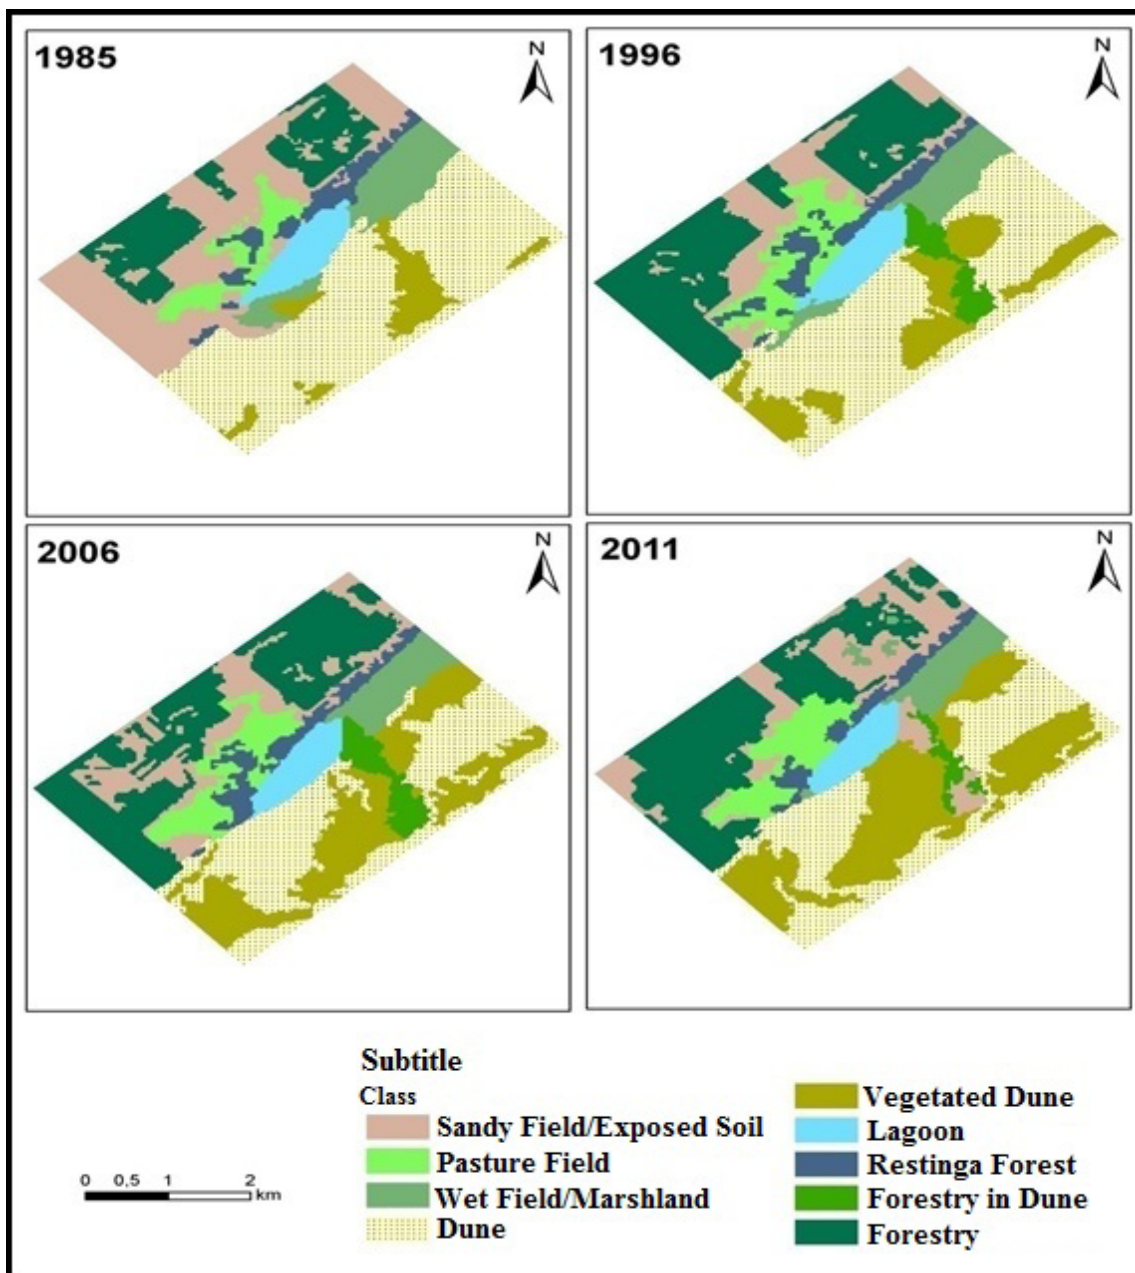 1985
N
1996
N
2006
N
2011
N
Subtitle
Class
Sandy Field/Exposed Soil
Pasture Field
Wet Field/Marshland
Dune
Vegetated Dune
Lagoon
Restinga Forest
Forestry in Dune
Forestry
0 0,5 1 2
km